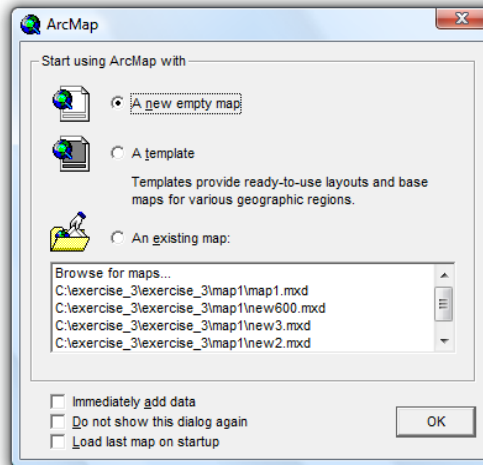 ArcMap
Start using ArcMap with
A new empty map
A template
Templates provide ready-to-use layouts and base
maps for various geographic regions.
An existing map:
Browse for maps...
C:\exercise_3\exercise_3\map1\map1.mxd
C:\exercise_3\exercise_3\map1\new600.mxd
C:\exercise_3\exercise_3\map1\new3.mxd
C:\exercise_3\exercise_3\map1\new2.mxd
Immediately add data
Do not show this dialog again
Load last map on startup
OK